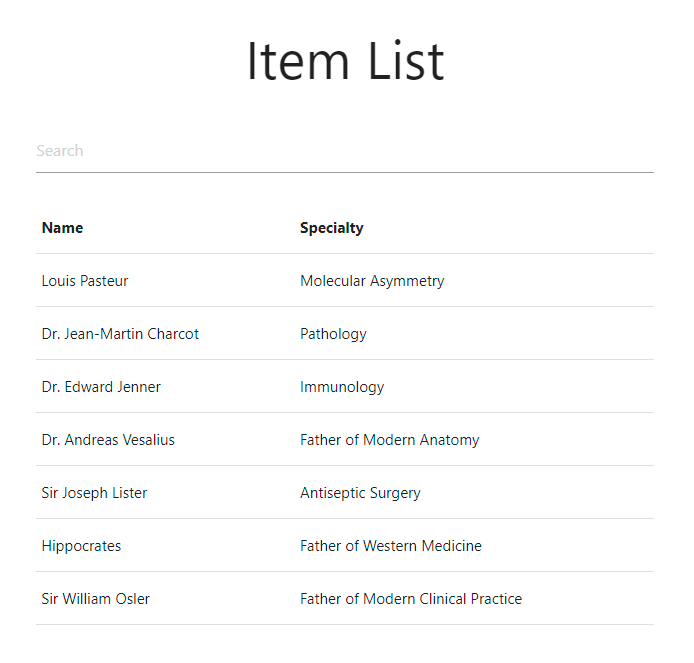 Item List
Search
Name Specialty
Louis Pasteur Molecular Asymmetry
Dr. Jean-Martin Charcot Pathology
Dr. Edward Jenner Immunology
Dr. Andreas Vesalius Father of Modern Anatomy
Sir Joseph Lister Antiseptic Surgery
Hippocrates Father of Western Medicine
Sir William Osler Father of Modern Clinical Practice